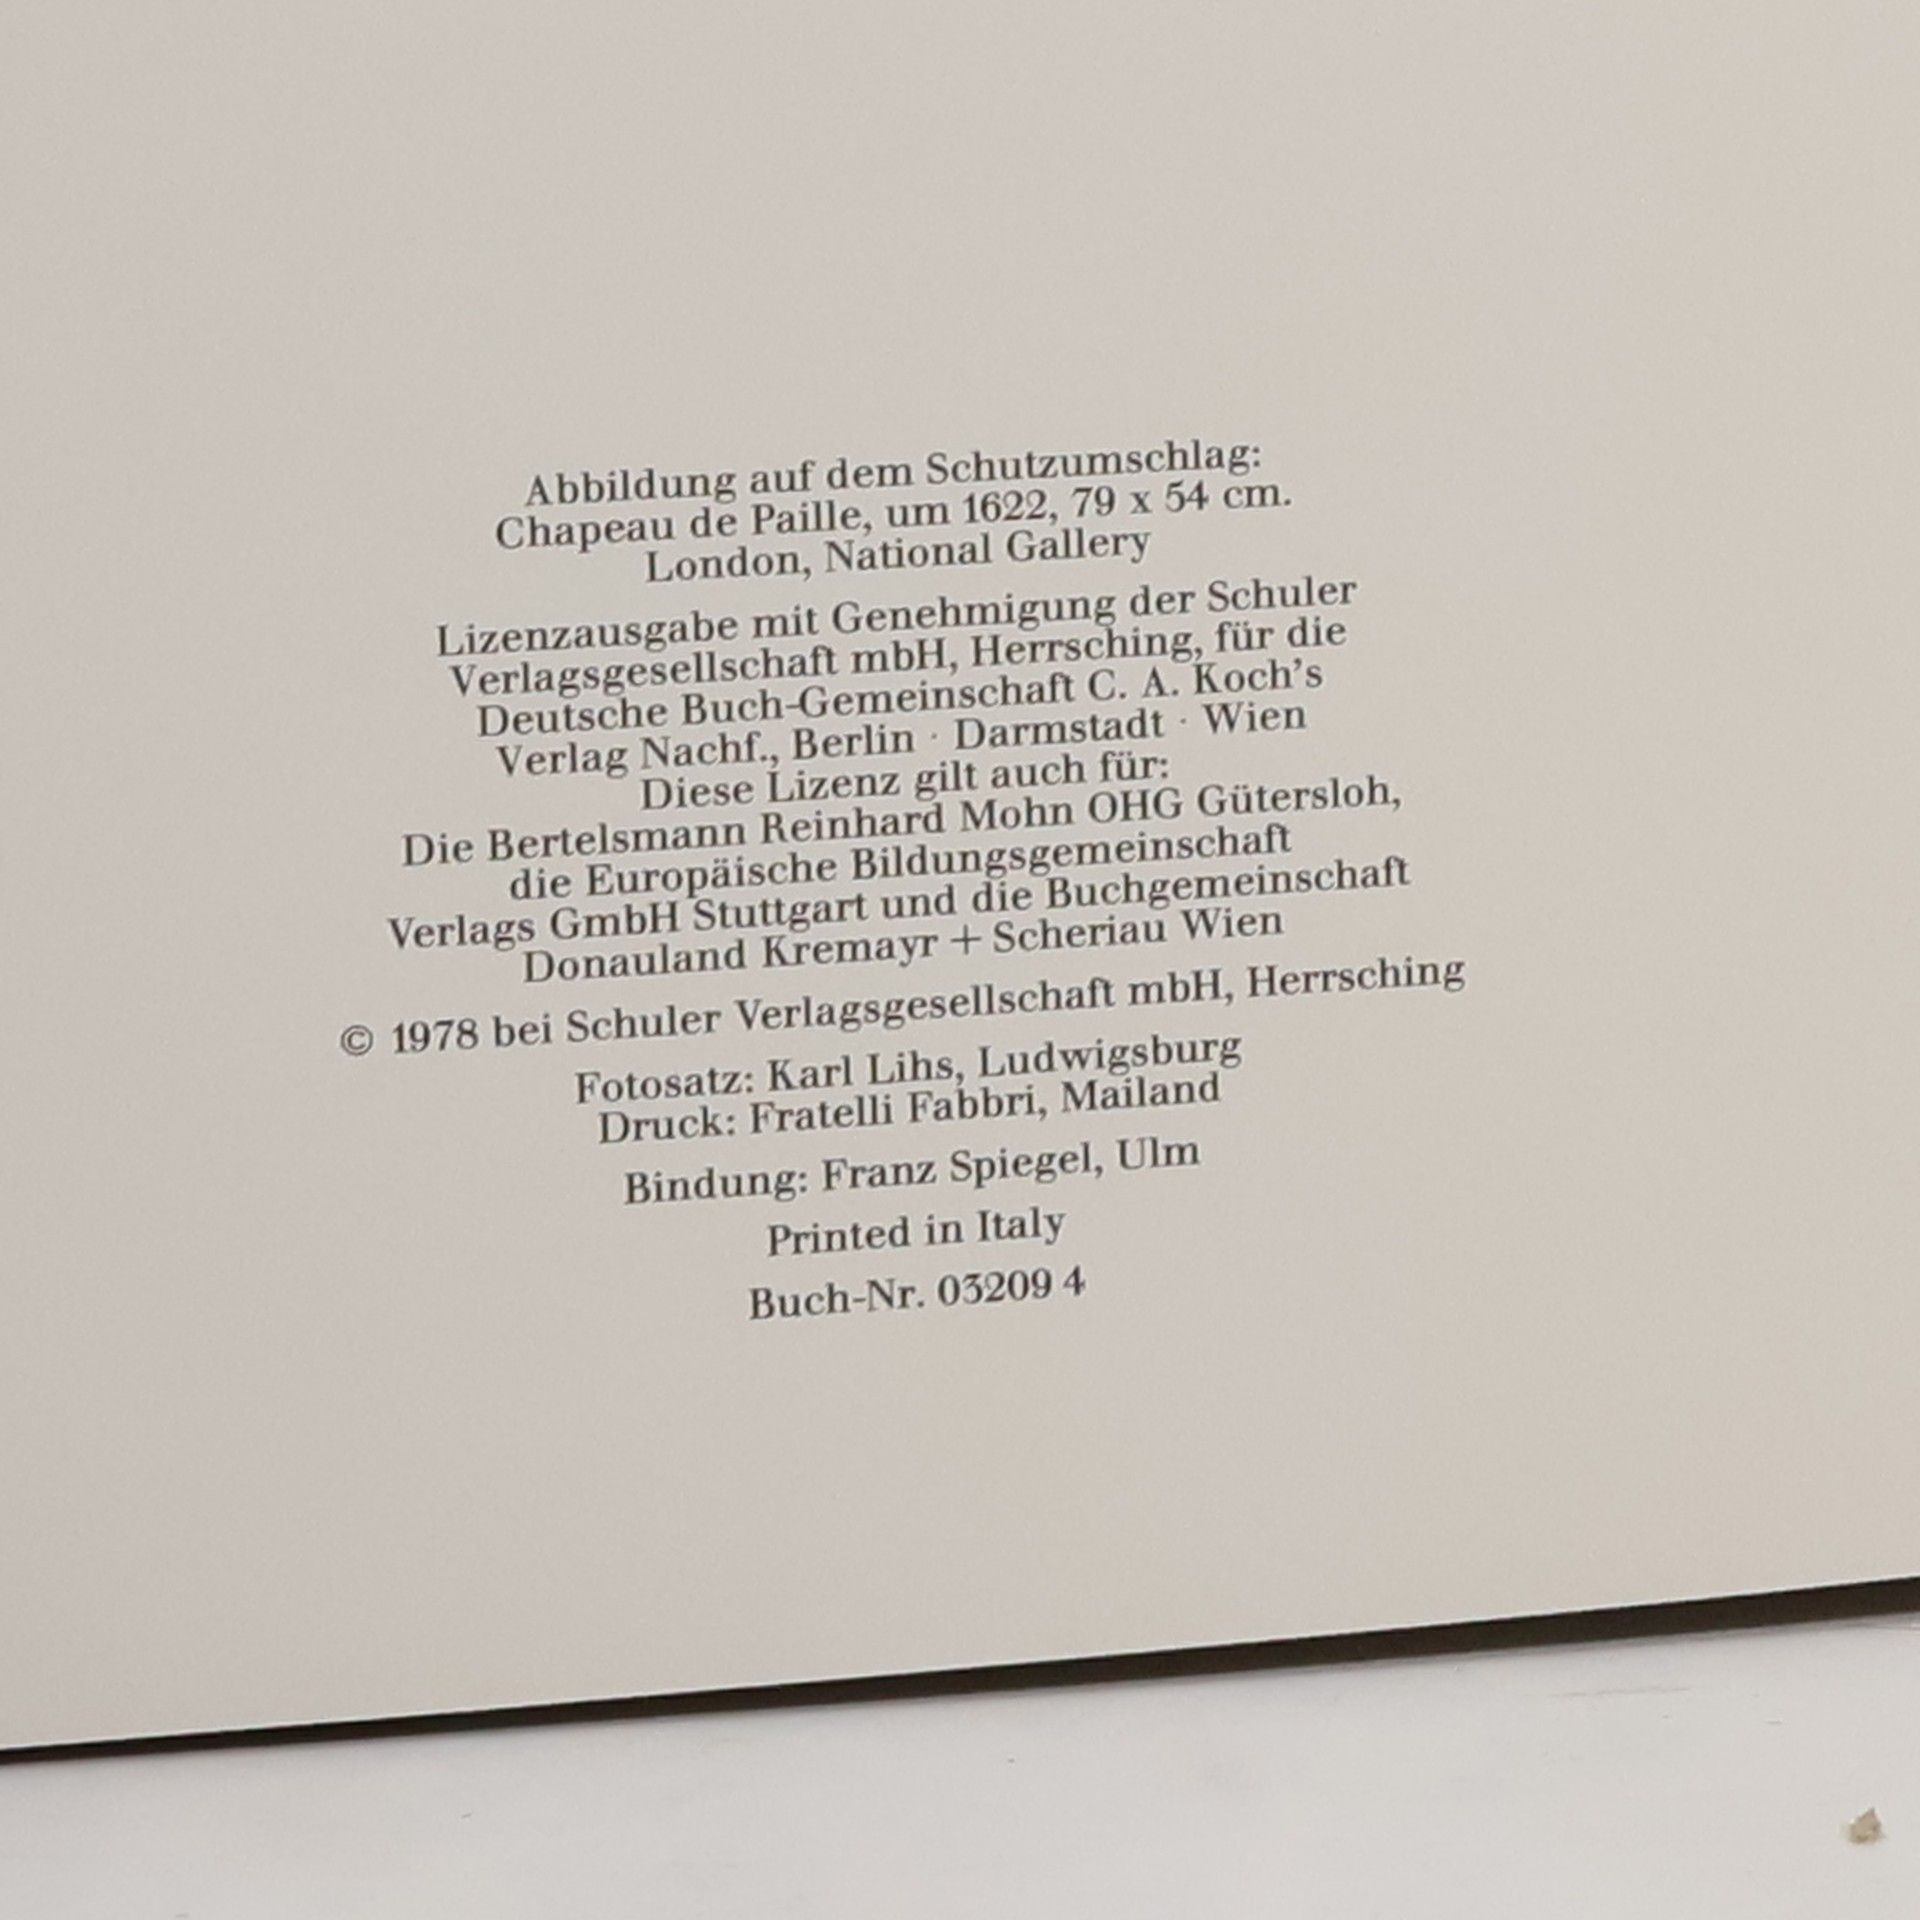 Abbildung auf dem Schutzumschlag:
Chapeau de Paille, um 1622, 79 x 54 cm.
London, National Gallery
Lizenzausgabe mit Genehmigung der Schuler
Verlagsgesellschaft mbH, Herrsching, für die
Deutsche Buch-Gemeinschaft C. A. Koch's
Verlag Nachf., Berlin · Darmstadt · Wien
Diese Lizenz gilt auch für:
Die Bertelsmann Reinhard Mohn OHG Gütersloh,
die Europäische Bildungsgemeinschaft
Verlags GmbH Stuttgart und die Buchgemeinschaft
Donauland Kremayr + Scheriau Wien
© 1978 bei Schuler Verlagsgesellschaft mbH, Herrsching
Fotosatz: Karl Lihs, Ludwigsburg
Druck: Fratelli Fabbri, Mailand
Bindung: Franz Spiegel, Ulm
Printed in Italy
Buch-Nr. 03209 4